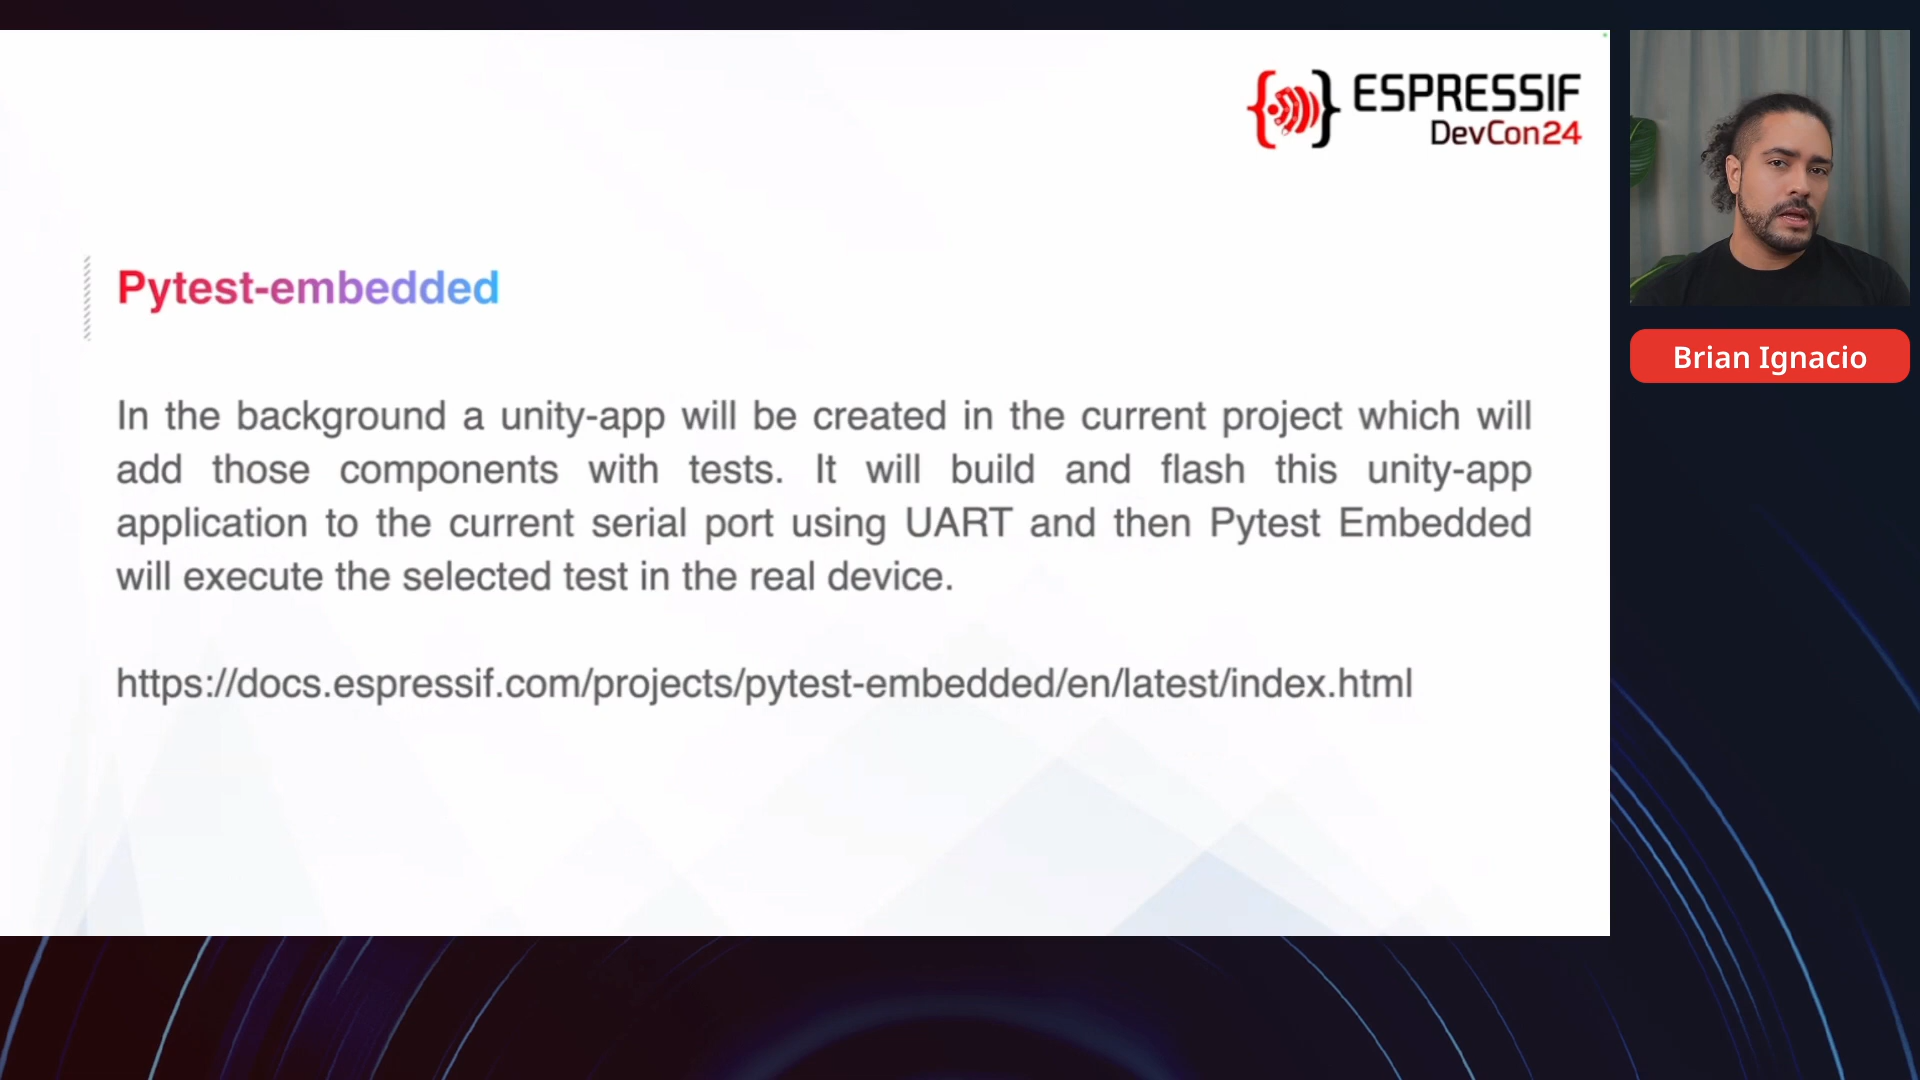 ESPRESSIF
DevCon24
Brian Ignacio
Pytest-embedded
In the background a unity-app will be created in the current project which will
add those components with tests. It will build and flash this unity-app
application to the current serial port using UART and then Pytest Embedded
will execute the selected test in the real device.
https://docs.espressif.com/projects/pytest-embedded/en/latest/index.html